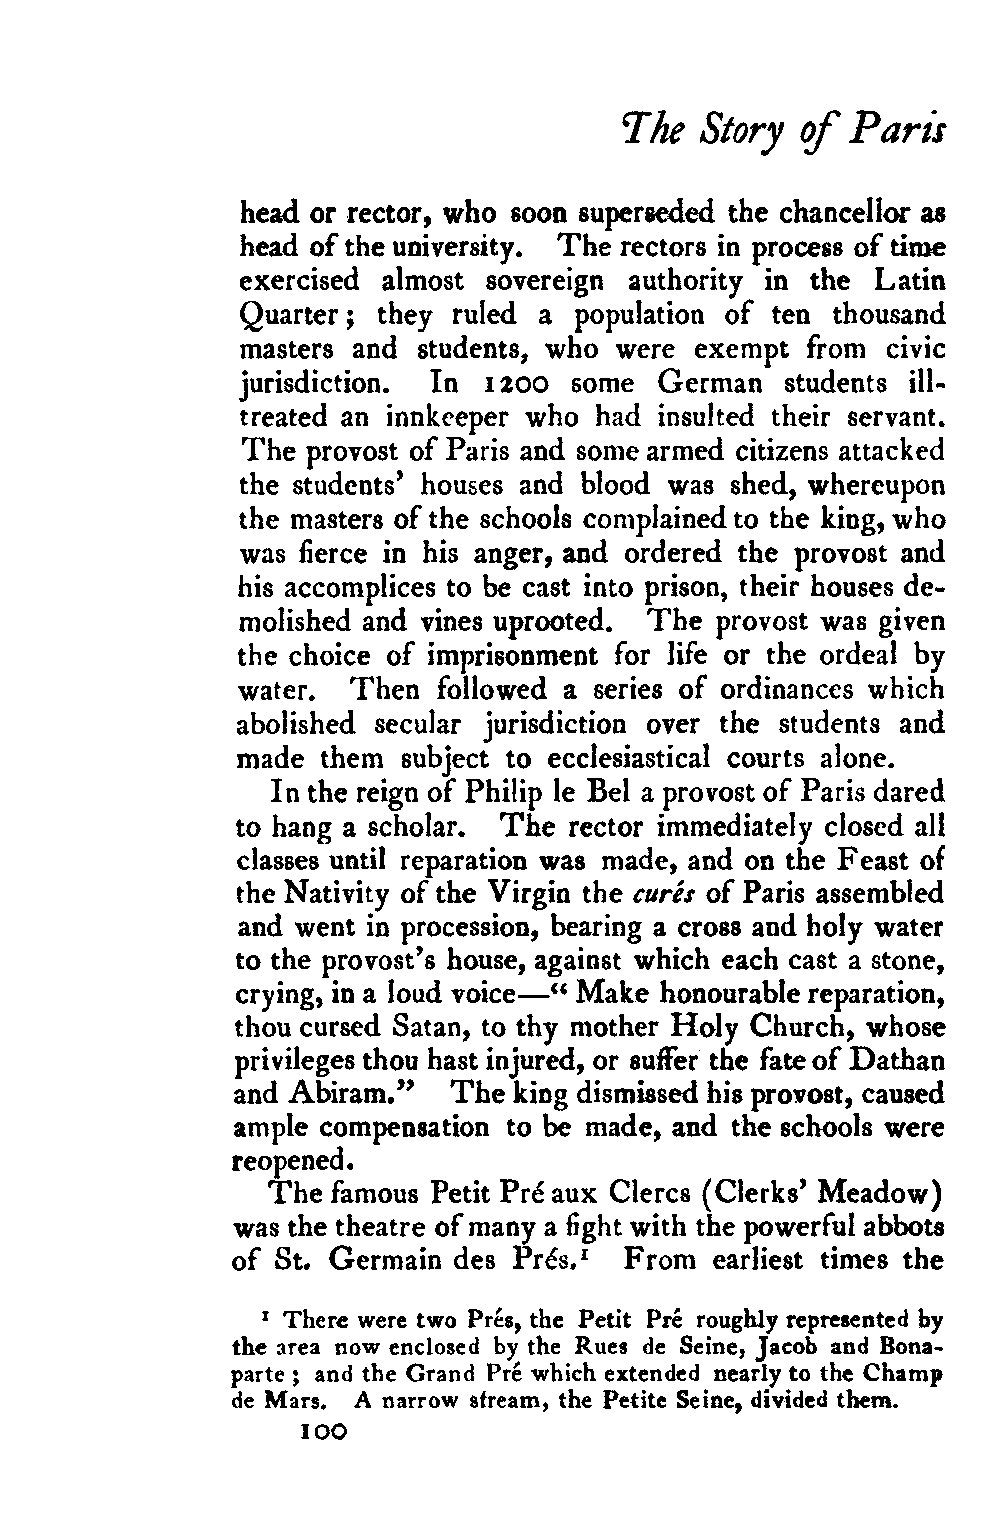 The Story of Paris
head or rector, who soon superseded the chancellor as
head of the university. The rectors in process of time
exercised almost sovereign authority in the Latin
Quarter; they ruled a population of ten thousand
masters and students, who were exempt from civic
jurisdiction. In 1200 some German students ill-
treated an innkeeper who had insulted their servant.
The provost of Paris and some armed citizens attacked
the students' houses and blood was shed, whereupon
the masters of the schools complained to the king, who
was fierce in his anger, and ordered the provost and
his accomplices to be cast into prison, their houses de-
molished and vines uprooted. The provost was given
the choice of imprisonment for life or the ordeal by
water. Then followed a series of ordinances which
abolished secular jurisdiction over the students and
made them subject to ecclesiastical courts alone.
In the reign of Philip le Bel a provost of Paris dared
to hang a scholar. The rector immediately closed all
classes until reparation was made, and on the Feast of
the Nativity of the Virgin the curés of Paris assembled
and went in procession, bearing a cross and holy water
to the provost's house, against which each cast a stone,
crying, in a loud voice—“Make honourable reparation,
thou cursed Satan, to thy mother Holy Church, whose
privileges thou hast injured, or suffer the fate of Dathan
and Abiram.” The king dismissed his provost, caused
ample compensation to be made, and the schools were
reopened.
The famous Petit Pré aux Clercs (Clerks' Meadow)
was the theatre of many a fight with the powerful abbots
of St. Germain des Prés.¹ From earliest times the
¹ There were two Prés, the Petit Pré roughly represented by
the area now enclosed by the Rues de Seine, Jacob and Bona-
parte; and the Grand Pré which extended nearly to the Champ
de Mars. A narrow stream, the Petite Seine, divided them.
100